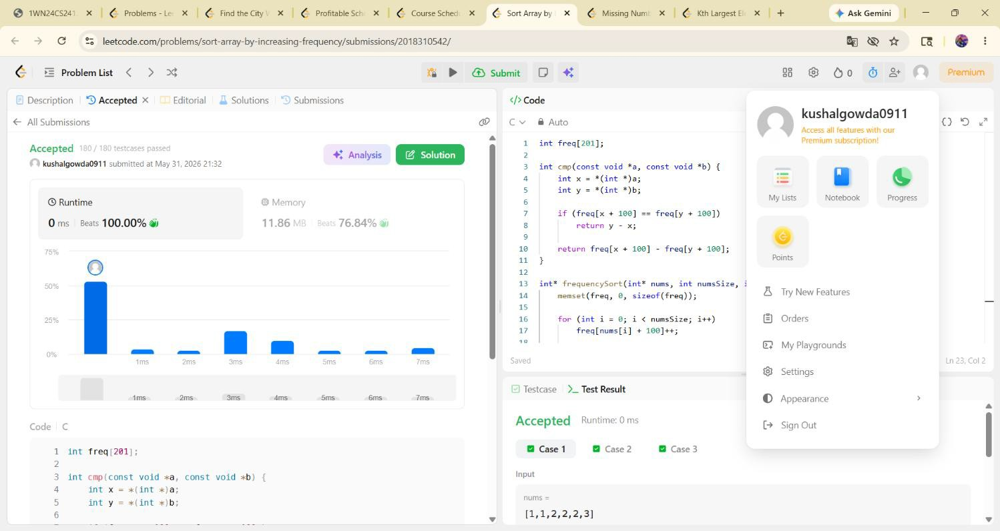 1WN24CS241
Problems - Le
Find the City W
Profitable Sche
Course Schedu
Sort Array by
Missing Numb
Kth Largest El
Ask Gemini
leetcode.com/problems/sort-array-by-increasing-frequency/submissions/2018310542/
Problem List
Submit
0
Premium
Description
Accepted
Editorial
Solutions
Submissions
All Submissions
Accepted 180 / 180 testcases passed
kushalgowda0911 submitted at May 31, 2026 21:32
Analysis
Solution
Runtime
0 ms Beats 100.00%
Memory
11.86 MB Beats 76.84%
75%
50%
25%
0%
1ms 2ms 3ms 4ms 5ms 6ms 7ms
1ms 2ms 3ms 4ms 5ms 6ms 7ms
Code C
1 int freq[201];
2
3 int cmp(const void *a, const void *b) {
4 int x = *(int *)a;
5 int y = *(int *)b;
6
</> Code
C Auto
1 int freq[201];
2
3 int cmp(const void *a, const void *b) {
4 int x = *(int *)a;
5 int y = *(int *)b;
6
7 if (freq[x + 100] == freq[y + 100])
8 return y - x;
9
10 return freq[x + 100] - freq[y + 100];
11 }
12
13 int* frequencySort(int* nums, int numsSize, i
14 memset(freq, 0, sizeof(freq));
15
16 for (int i = 0; i < numsSize; i++)
17 freq[nums[i] + 100]++;
18
Saved
Ln 23, Col 2
Testcase
Test Result
Accepted Runtime: 0 ms
Case 1
Case 2
Case 3
Input
nums =
[1,1,2,2,2,3]
kushalgowda0911
Access all features with our
Premium subscription!
My Lists
Notebook
Progress
Points
Try New Features
Orders
My Playgrounds
Settings
Appearance
Sign Out